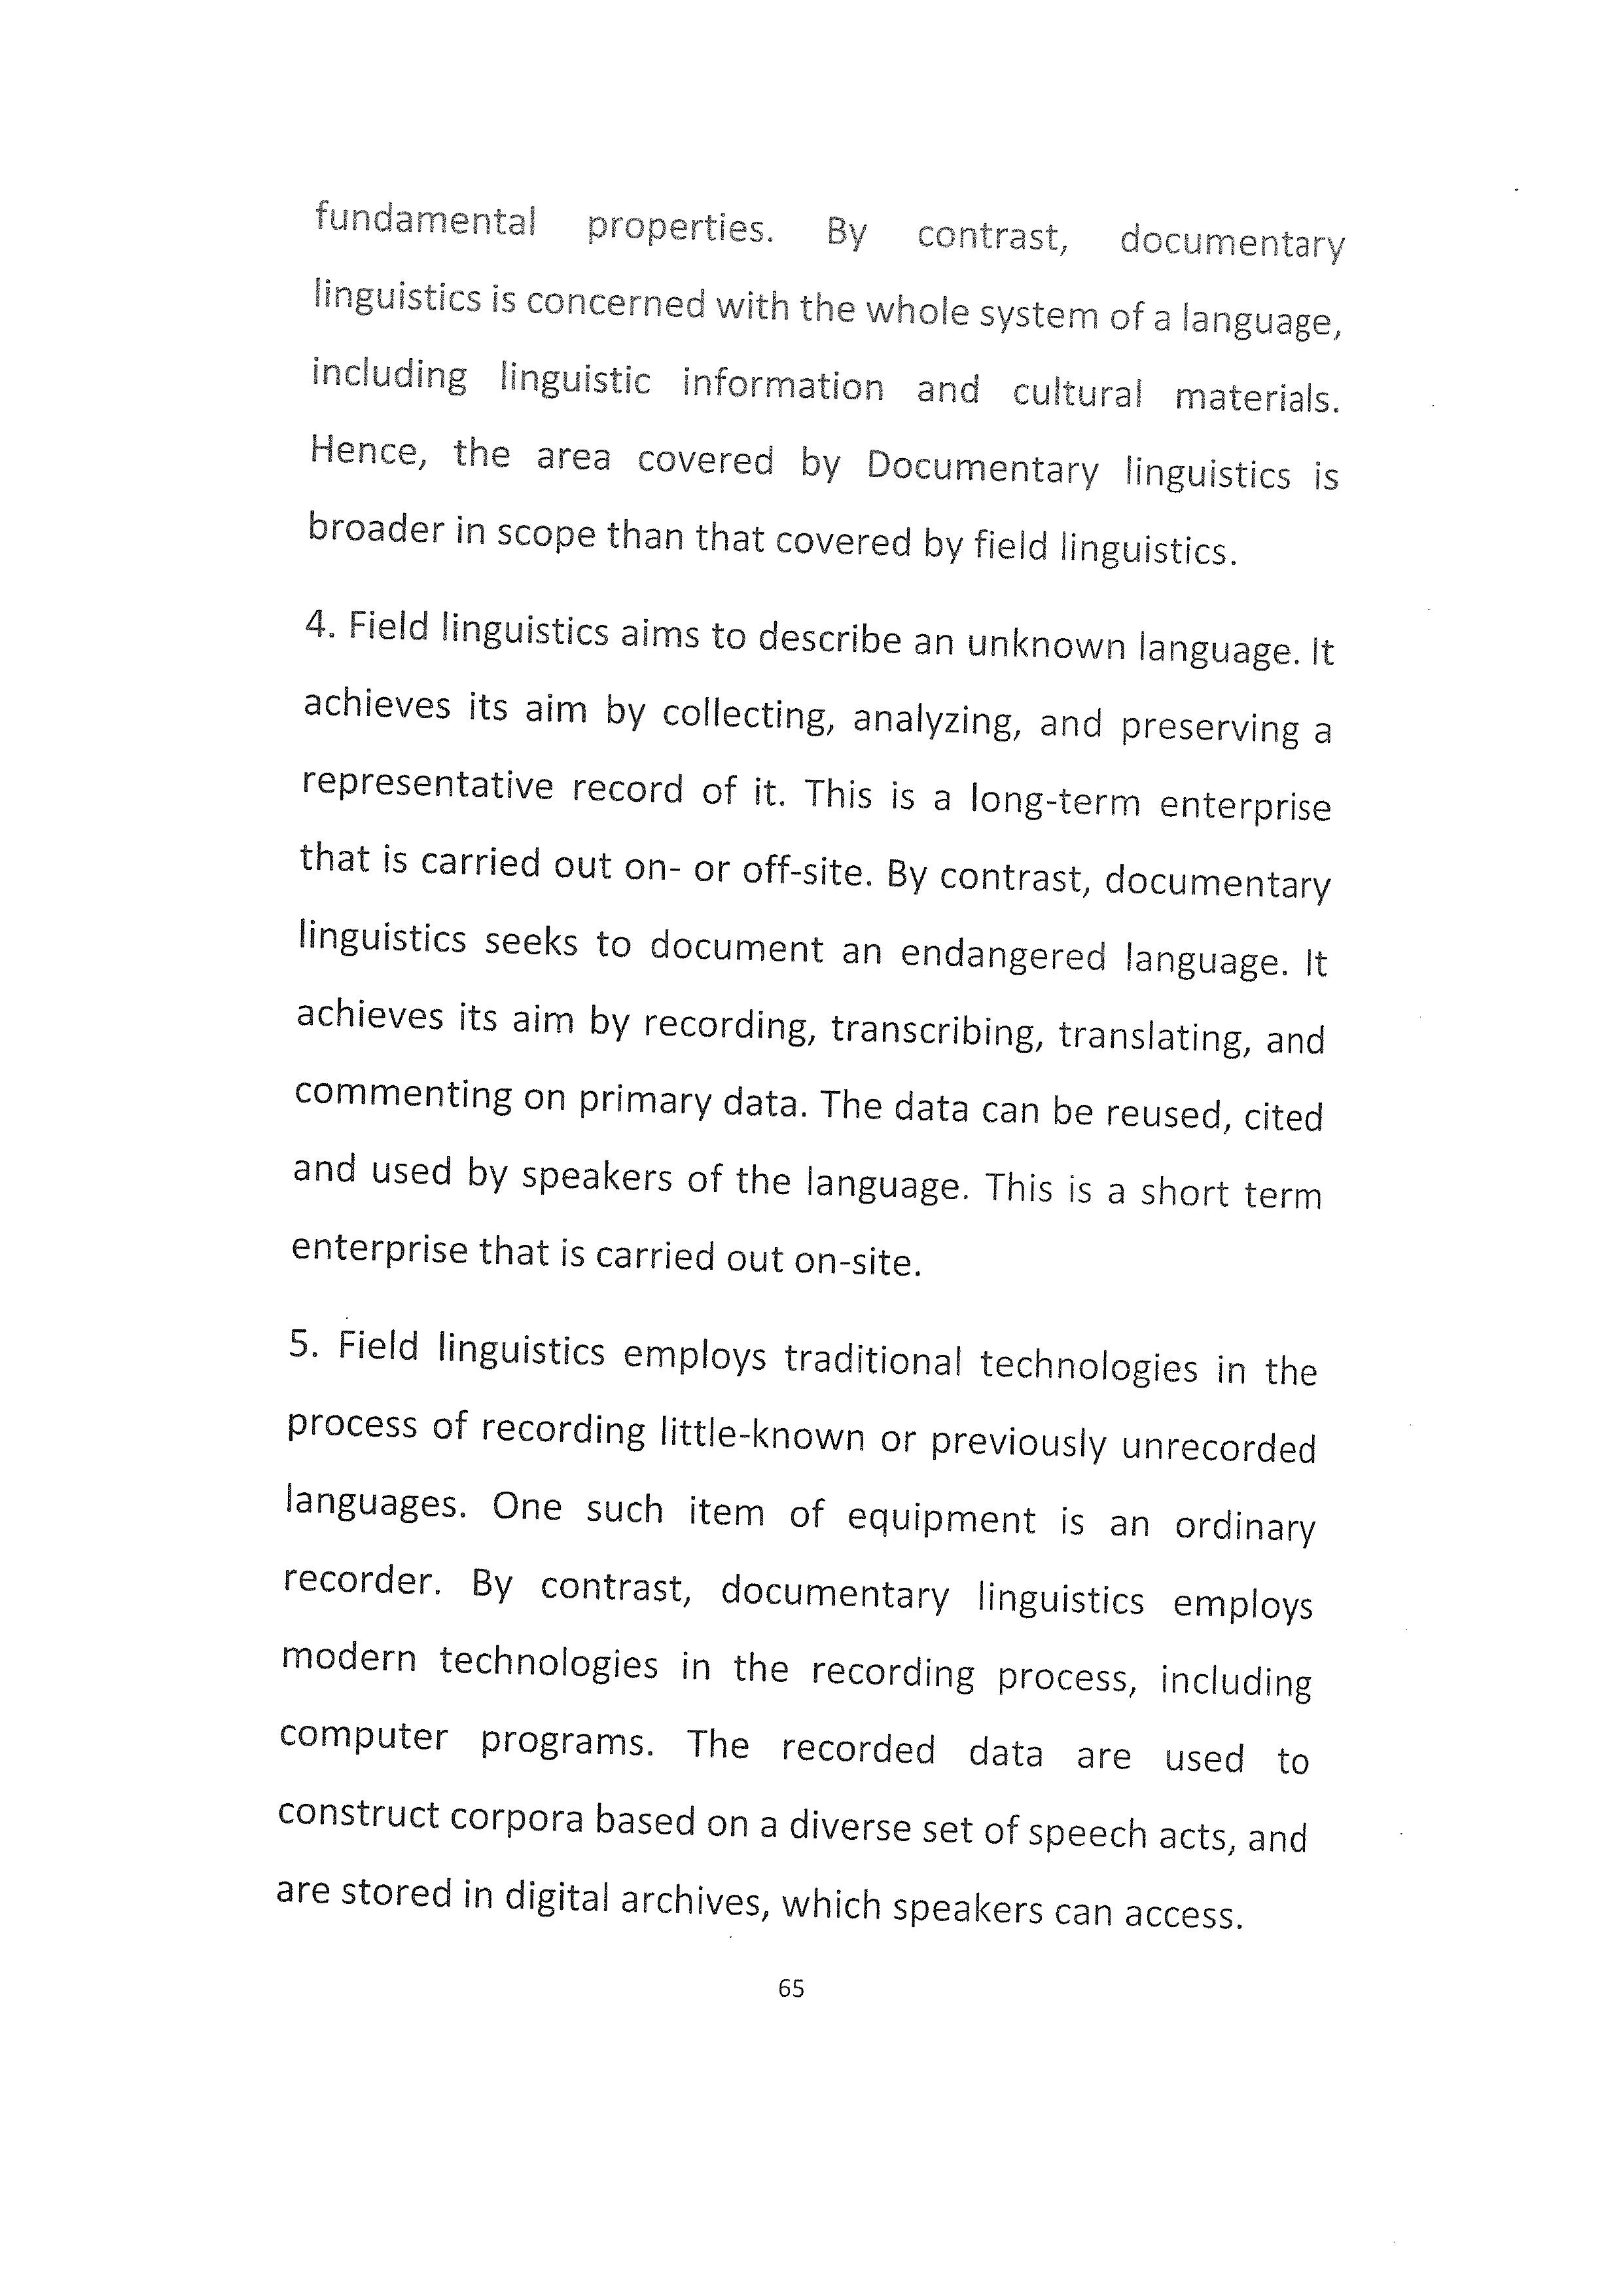 fundamental properties. By contrast, documentary
linguistics is concerned with the whole system of a language,
including linguistic information and cultural materials.
Hence, the area covered by Documentary linguistics is
broader in scope than that covered by field linguistics.
4. Field linguistics aims to describe an unknown language. It
achieves its aim by collecting, analyzing, and preserving a
representative record of it. This is a long-term enterprise
that is carried out on- or off-site. By contrast, documentary
linguistics seeks to document an endangered language. It
achieves its aim by recording, transcribing, translating, and
commenting on primary data. The data can be reused, cited
and used by speakers of the language. This is a short term
enterprise that is carried out on-site.
5. Field linguistics employs traditional technologies in the
process of recording little-known or previously unrecorded
languages. One such item of equipment is an ordinary
recorder. By contrast, documentary linguistics employs
modern technologies in the recording process, including
computer programs. The recorded data are used to
construct corpora based on a diverse set of speech acts, and
are stored in digital archives, which speakers can access.
65